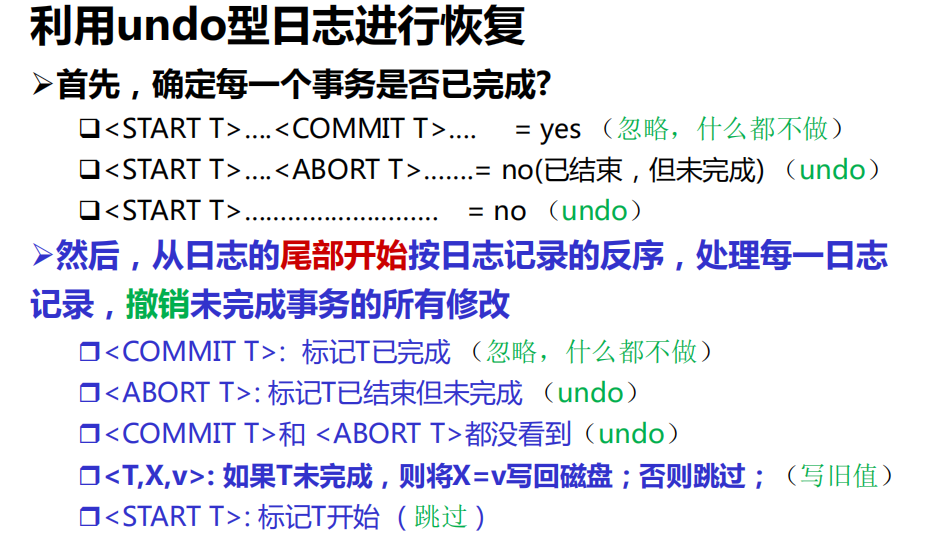 利用undo型日志进行恢复
➢首先，确定每一个事务是否已完成?
❑<START T>....<COMMIT T>.... = yes （忽略，什么都不做）
❑<START T>....<ABORT T>.......= no(已结束，但未完成) （undo）
❑<START T>........................... = no （undo）
➢然后，从日志的尾部开始按日志记录的反序，处理每一日志
记录，撤销未完成事务的所有修改
❒<COMMIT T>: 标记T已完成 （忽略，什么都不做）
❒<ABORT T>: 标记T已结束但未完成 （undo）
❒<COMMIT T>和 <ABORT T>都没看到（undo）
❒<T,X,v>: 如果T未完成，则将X=v写回磁盘；否则跳过；（写旧值）
❒<START T>: 标记T开始 （跳过）